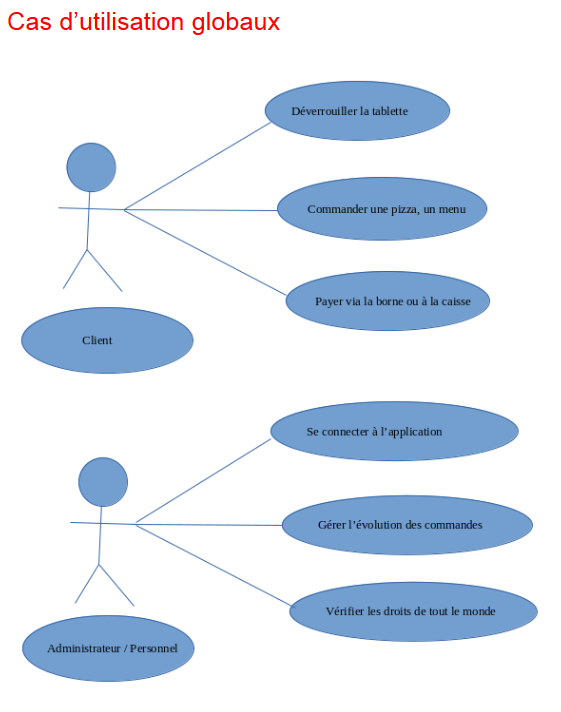 Cas d’utilisation globaux
Déverrouiller la tablette
Commander une pizza, un menu
Payer via la borne ou à la caisse
Client
Se connecter à l’application
Gérer l’évolution des commandes
Vérifier les droits de tout le monde
Administrateur / Personnel